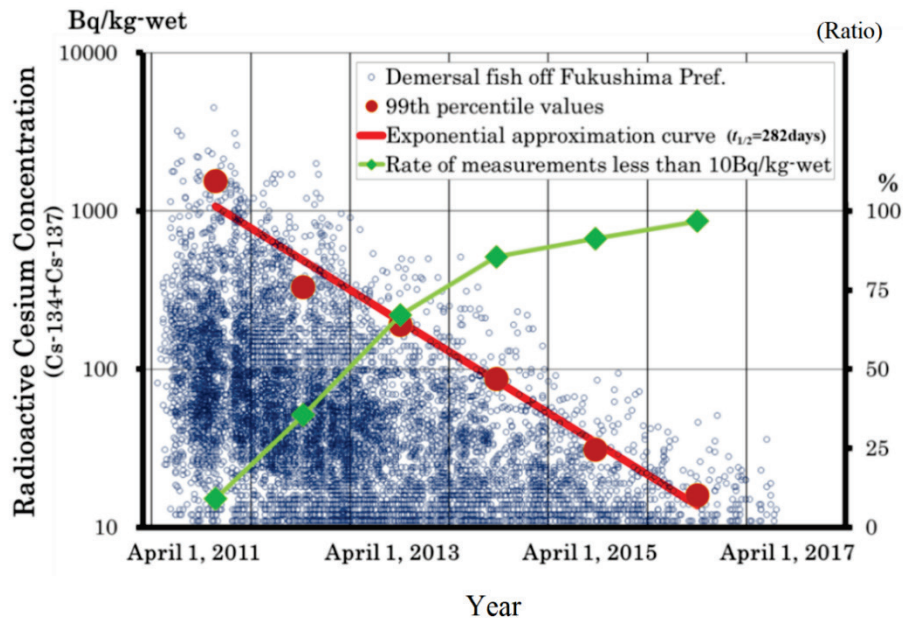 Bq/kg-wet
(Ratio)
10000
1000
100
10
Radioactive Cesium Concentration
(Cs-134+Cs-137)
Demersal fish off Fukushima Pref.
99th percentile values
Exponential approximation curve (t1/2=282days)
Rate of measurements less than 10Bq/kg-wet
%
100
75
50
25
0
April 1, 2011 April 1, 2013 April 1, 2015 April 1, 2017
Year